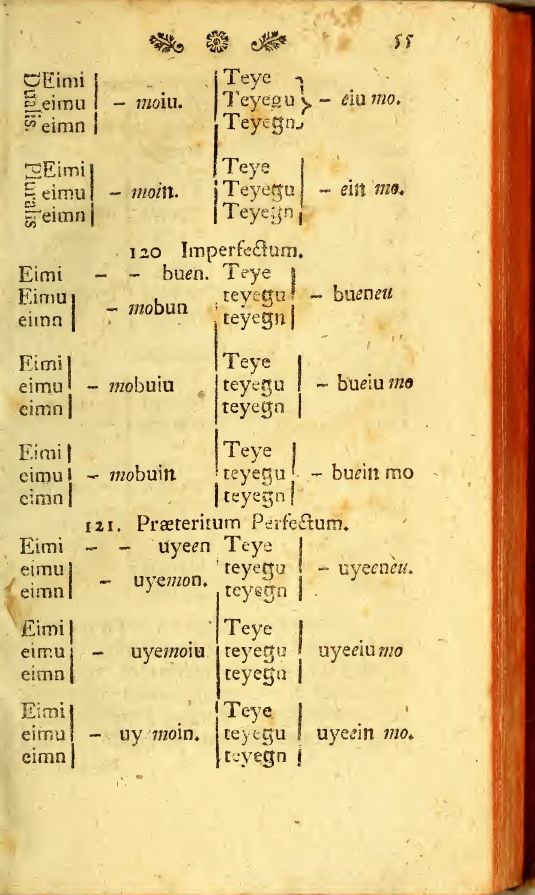 55
Dualis. Eimi Teye
eimu - moiu. Teyegu - eiu mo.
eimn Teyegn
Pluralis Eimi Teye
eimu - moin. Teyegu - ein mo.
eimn Teyegn
120 Imperfectum.
Eimi - - buen. Teye
Eimu teyegu - bueneu
eimn - mobun teyegn
Eimi Teye
eimu - mobuiu teyegu - bueiu mo
eimn teyegn
Eimi Teye
eimu - mobuin teyegu - buein mo
eimn teyegn
121. Præteritum Perfectum.
Eimi - - uyeen Teye
eimu teyegu - uyeenèu.
eimn - uyemon. teyegn
Eimi Teye
eimu - uyemoiu teyegu uyeeiu mo
eimn teyegn
Eimi Teye
eimu - uy moin. teyegu uyeein mo.
eimn teyegn